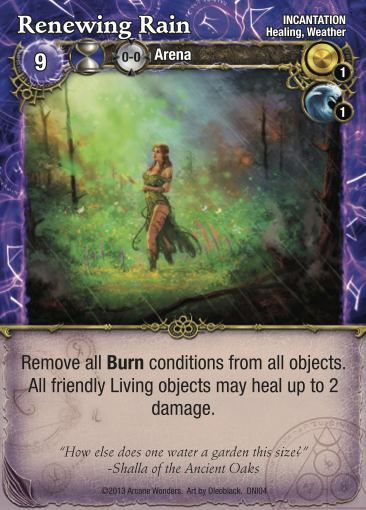 Renewing Rain
INCANTATION
Healing, Weather
9
0-0
Arena
1
1
Remove all Burn conditions from all objects.
All friendly Living objects may heal up to 2
damage.
"How else does one water a garden this size?"
-Shalla of the Ancient Oaks
©2013 Arcane Wonders. Art by Dleoblack. DNI04